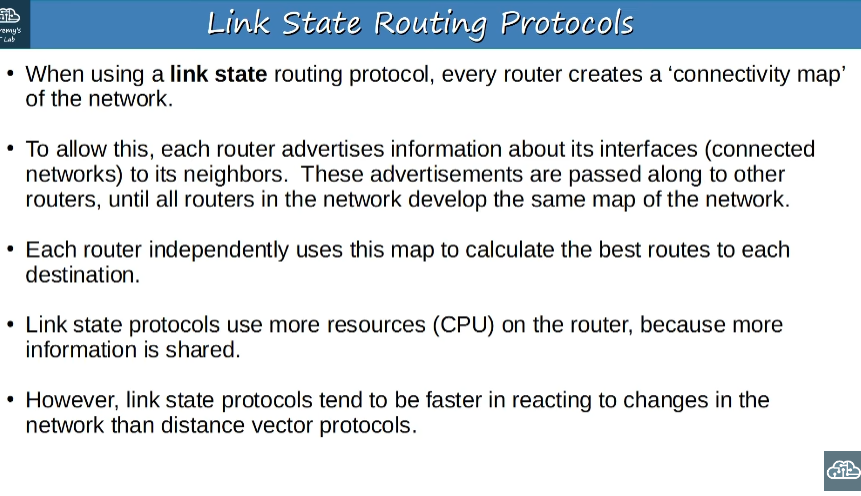 Link State Routing Protocols
• When using a link state routing protocol, every router creates a ‘connectivity map’
of the network.
• To allow this, each router advertises information about its interfaces (connected
networks) to its neighbors.  These advertisements are passed along to other
routers, until all routers in the network develop the same map of the network.
• Each router independently uses this map to calculate the best routes to each
destination.
• Link state protocols use more resources (CPU) on the router, because more
information is shared.
• However, link state protocols tend to be faster in reacting to changes in the
network than distance vector protocols.